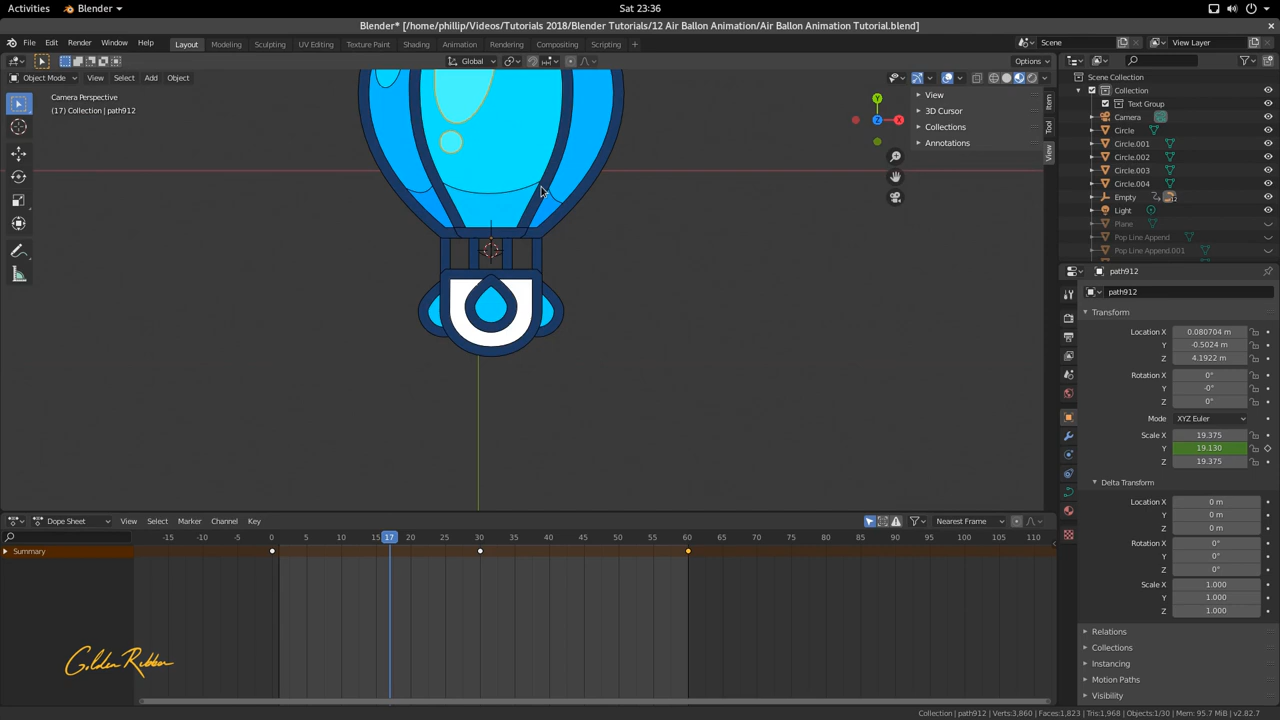 Activities Blender Sat 23:36
Blender* [/home/phillip/Videos/Tutorials 2018/Blender Tutorials/12 Air Ballon Animation/Air Ballon Animation Tutorial.blend]
File Edit Render Window Help Layout Modeling Sculpting UV Editing Texture Paint Shading Animation Rendering Compositing Scripting + Scene View Layer
Global Options
Object Mode View Select Add Object
Camera Perspective
(17) Collection | path912
Y
X
Z
View
3D Cursor
Collections
Annotations
Item
Tool
View
Scene Collection
Collection
Text Group
Camera
Circle
Circle.001
Circle.002
Circle.003
Circle.004
Empty
Light
Plane
Pop Line Append
Pop Line Append.001
path912
path912
Transform
Location X 0.080704 m
Y -0.5024 m
Z 4.1922 m
Rotation X 0°
Y -0°
Z 0°
Mode XYZ Euler
Scale X 19.375
Y 19.130
Z 19.375
Delta Transform
Location X 0 m
Y 0 m
Z 0 m
Rotation X 0°
Y 0°
Z 0°
Scale X 1.000
Y 1.000
Z 1.000
Relations
Collections
Instancing
Motion Paths
Visibility
Dope Sheet View Select Marker Channel Key Nearest Frame
-15 -10 -5 0 5 10 15 17 20 25 30 35 40 45 50 55 60 65 70 75 80 85 90 95 100 105 110
Summary
Golden Ribbon
Collection | path912 | Verts:3,860 | Faces:1,823 | Tris:1,968 | Objects:1/30 | Mem: 95.7 MiB | v2.82.7